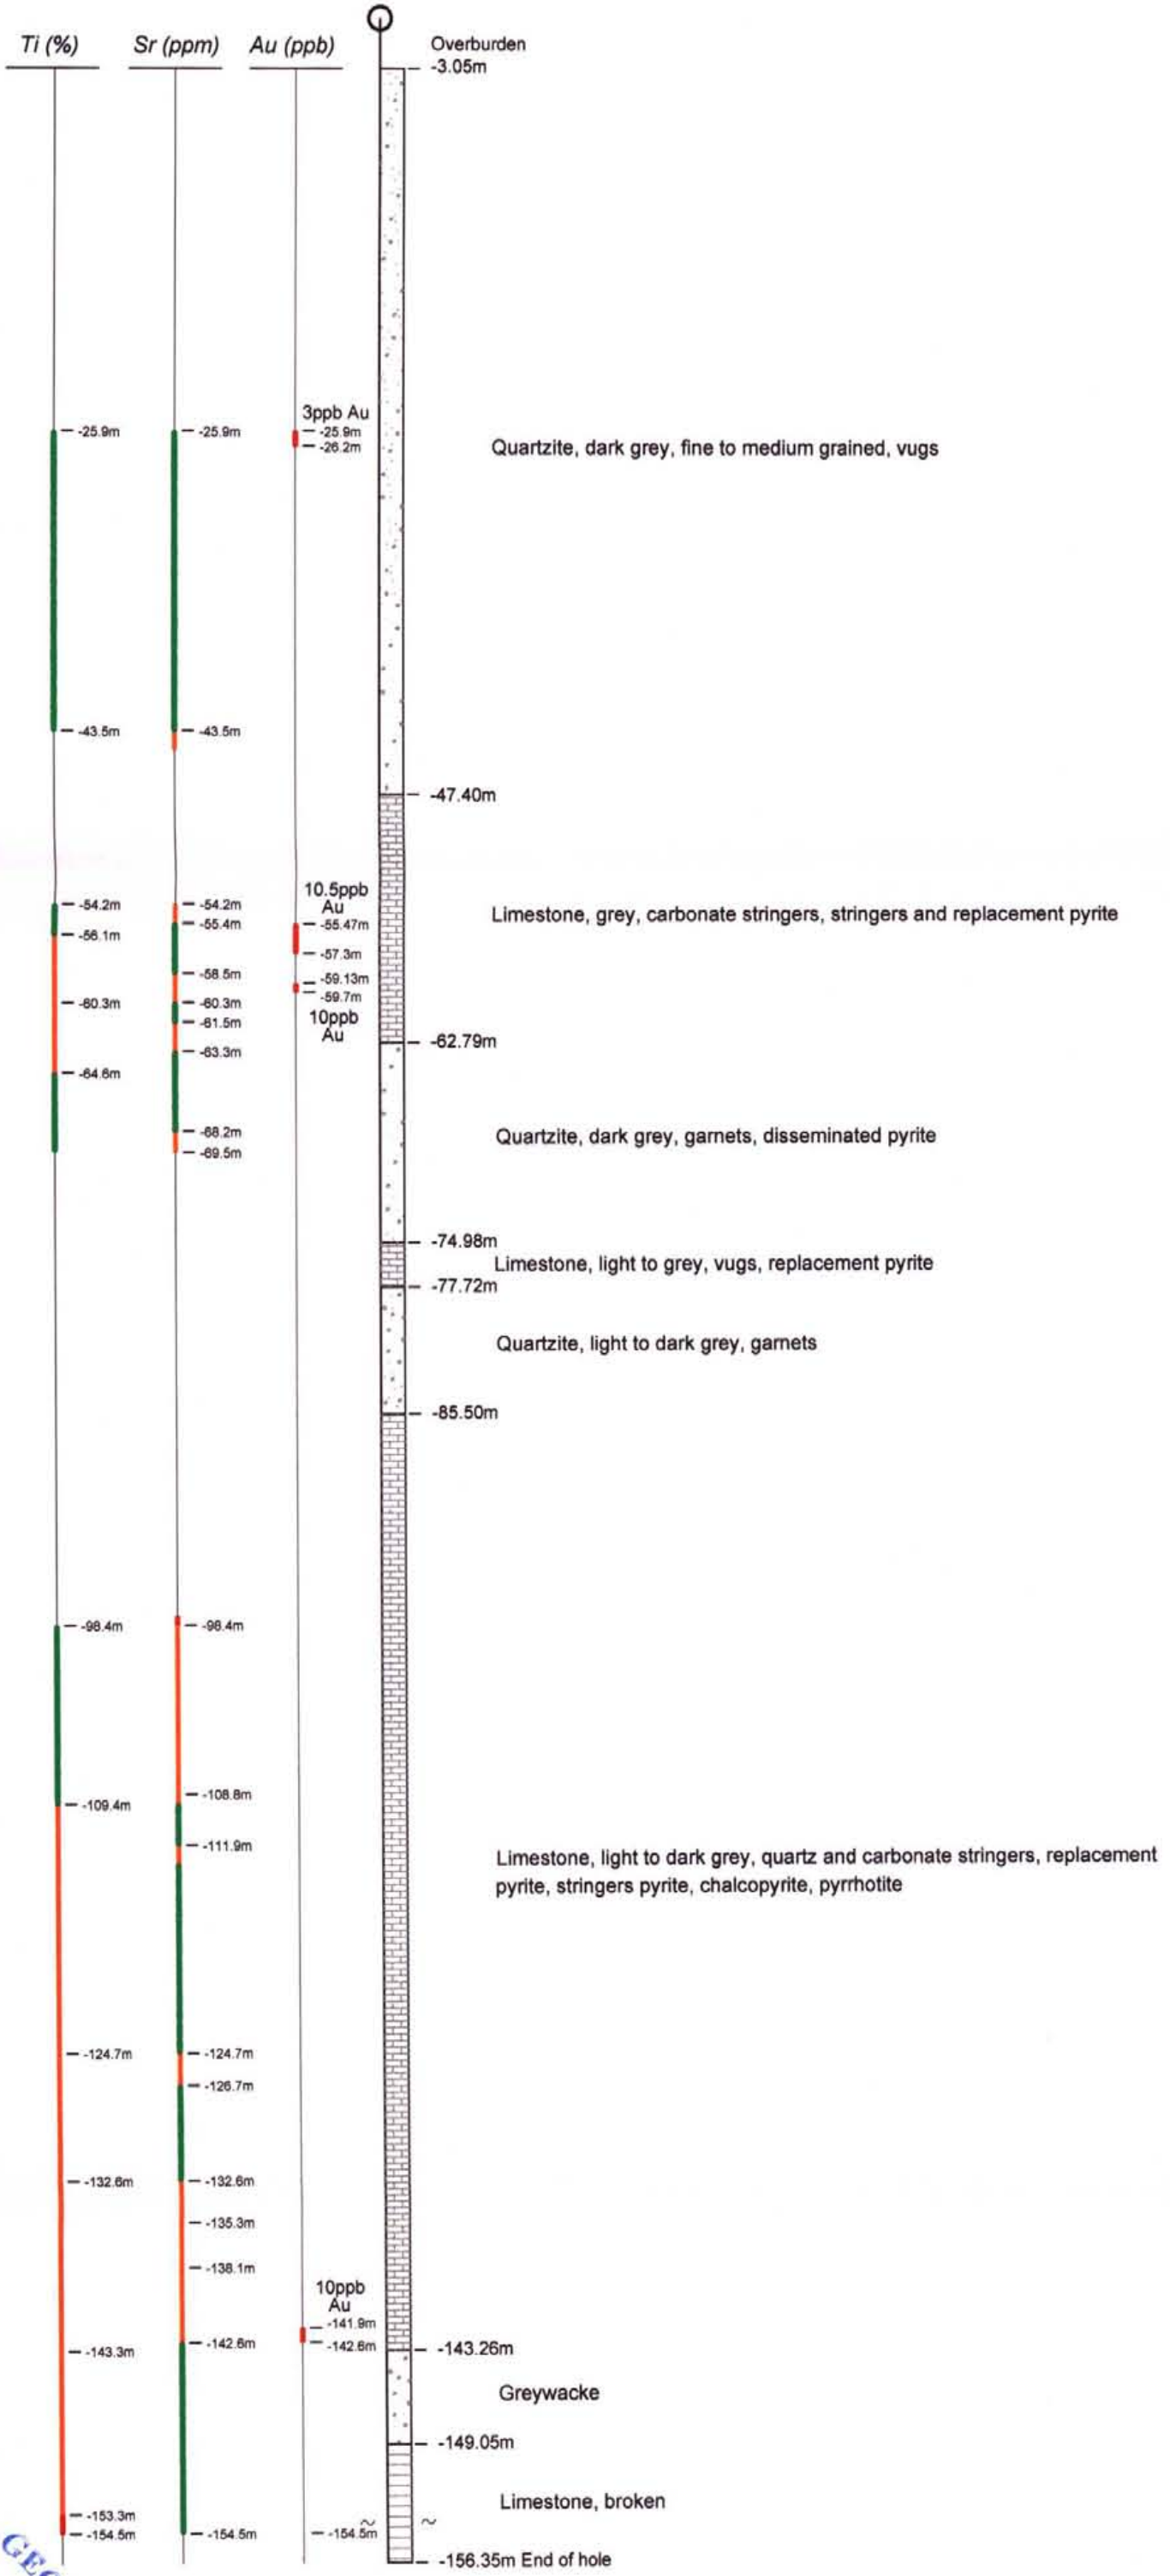 Ti (%)
Sr (ppm)
Au (ppb)
Overburden
-3.05m
3ppb Au
-25.9m
-25.9m
-25.9m
-26.2m
Quartzite, dark grey, fine to medium grained, vugs
-43.5m
-43.5m
-47.40m
10.5ppb
Au
-54.2m
-54.2m
-55.4m
-55.47m
Limestone, grey, carbonate stringers, stringers and replacement pyrite
-56.1m
-57.3m
-58.5m
-59.13m
-59.7m
-60.3m
-60.3m
10ppb
Au
-61.5m
-62.79m
-63.3m
-64.6m
-68.2m
-69.5m
Quartzite, dark grey, garnets, disseminated pyrite
-74.98m
Limestone, light to grey, vugs, replacement pyrite
-77.72m
Quartzite, light to dark grey, garnets
-85.50m
-98.4m
-98.4m
-108.8m
-109.4m
-111.9m
Limestone, light to dark grey, quartz and carbonate stringers, replacement
pyrite, stringers pyrite, chalcopyrite, pyrrhotite
-124.7m
-124.7m
-126.7m
-132.6m
-132.6m
-135.3m
-138.1m
10ppb
Au
-141.9m
-142.6m
-142.6m
-143.3m
-143.26m
Greywacke
-149.05m
Limestone, broken
-153.3m
~ ~
-154.5m
-154.5m
-154.5m
-156.35m End of hole